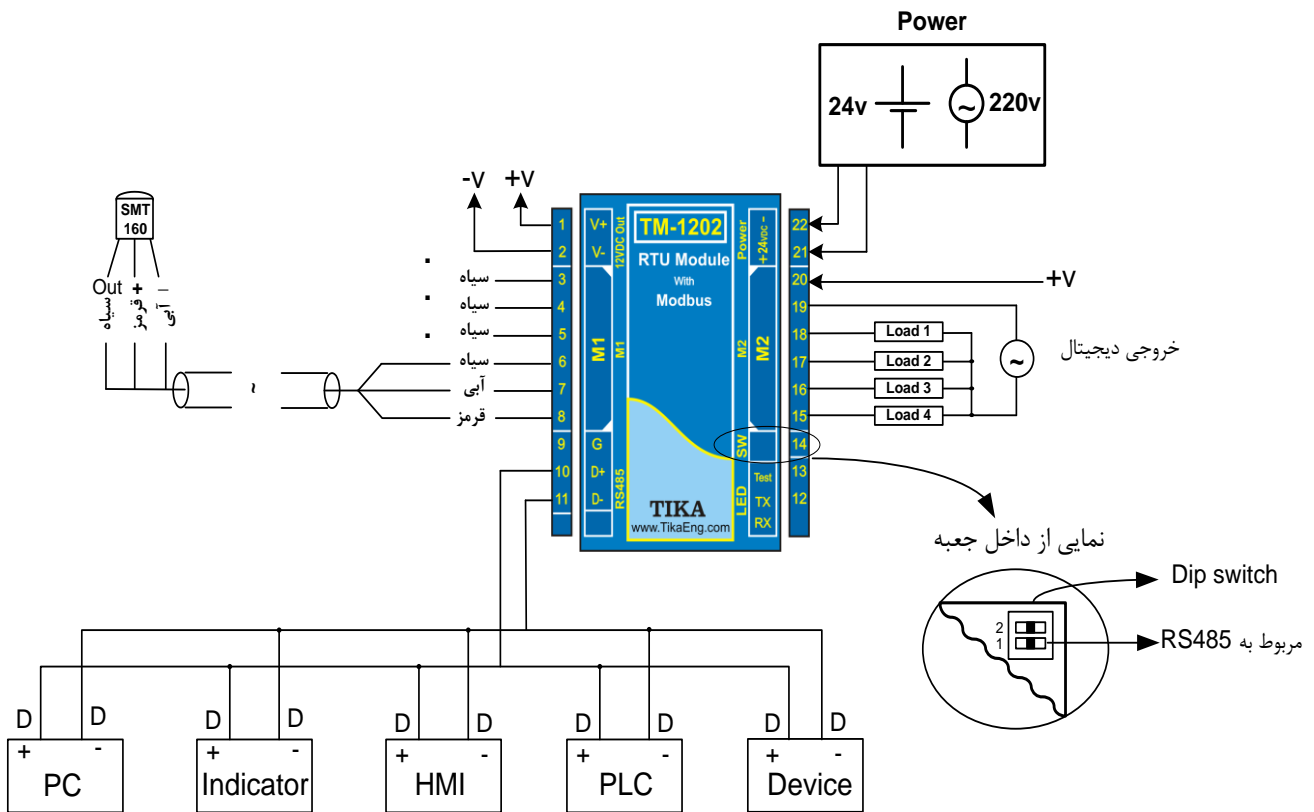 Power
24v
220v
-V
+V
SMT
160
Out
+
–
سیاه
قرمز
آبی
~
سیاه
سیاه
سیاه
سیاه
آبی
قرمز
1
2
3
4
5
6
7
8
9
10
11
V+
V-
12VDC Out
M1
M1
G
D+
D-
RS485
TM-1202
RTU Module
With
Modbus
TIKA
www.TikaEng.com
Power
+24VDC -
M2
M2
SW
LED
Test
TX
RX
22
21
20
19
18
17
16
15
14
13
12
+V
Load 1
Load 2
Load 3
Load 4
~
خروجی دیجیتال
نمایی از داخل جعبه
Dip switch
2
1
مربوط به RS485
D D
+ -
PC
D D
+ -
Indicator
D D
+ -
HMI
D D
+ -
PLC
D D
+ -
Device